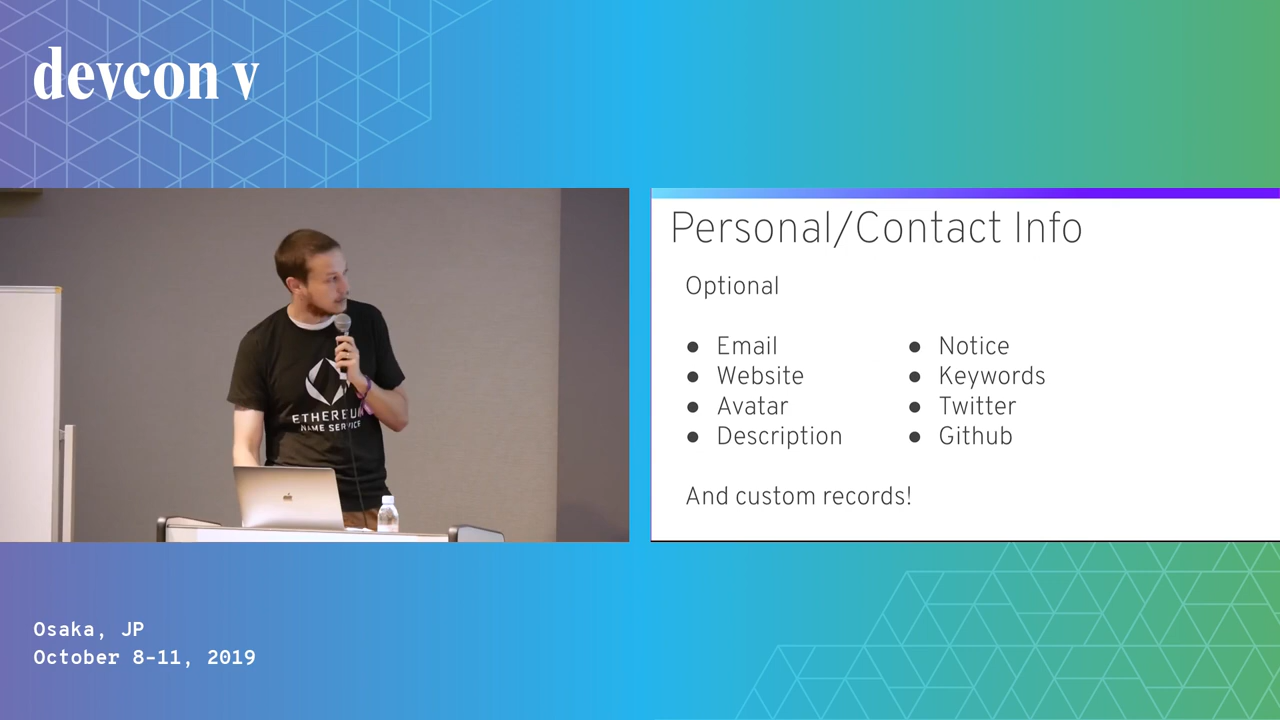 devcon v
ETHEREUM
NAME SERVICE
Personal/Contact Info
Optional
● Email
● Website
● Avatar
● Description
● Notice
● Keywords
● Twitter
● Github
And custom records!
Osaka, JP
October 8-11, 2019